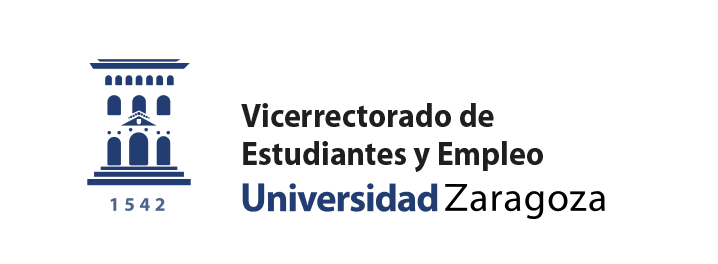 1542
Vicerrectorado de
Estudiantes y Empleo
Universidad Zaragoza